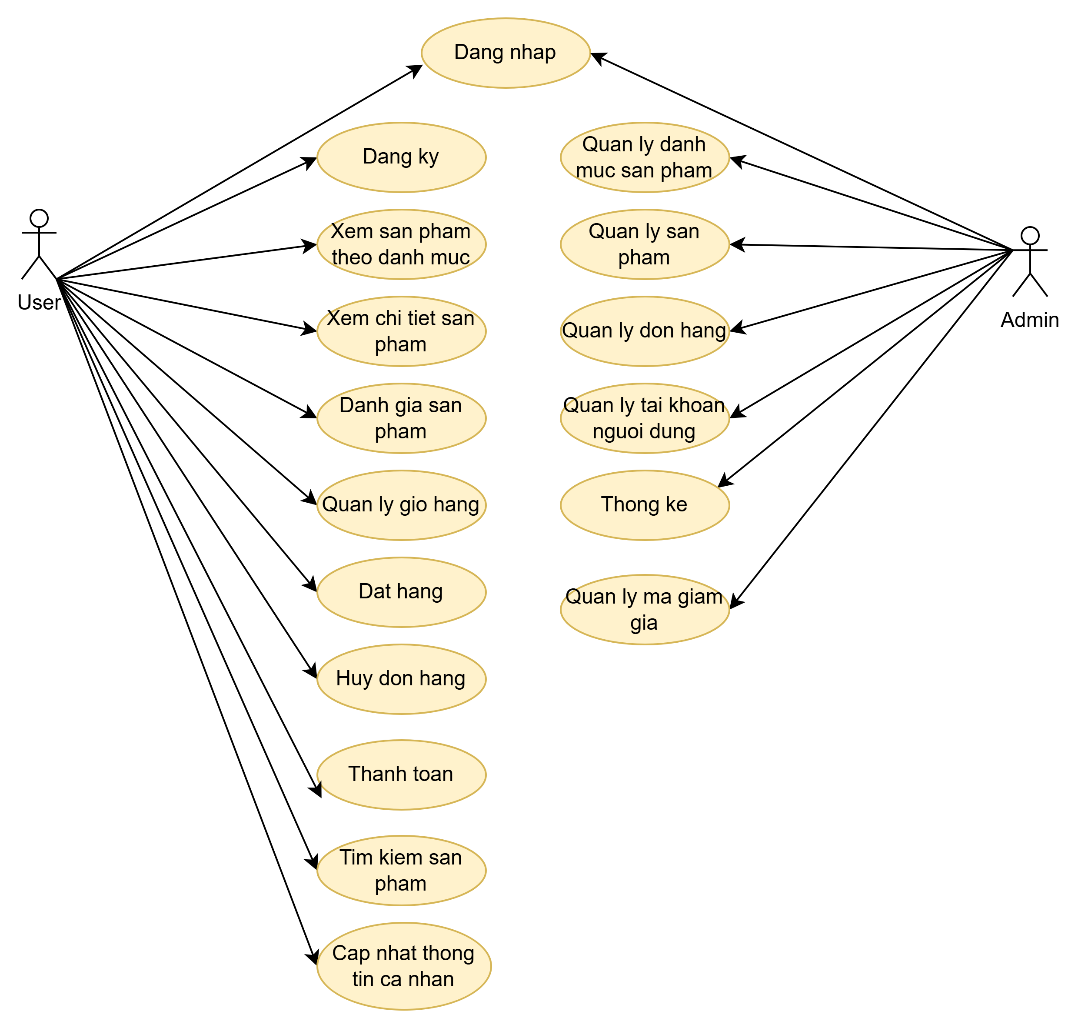 Dang nhap
Dang ky
Xem san pham
theo danh muc
Xem chi tiet san
pham
Danh gia san
pham
Quan ly gio hang
Dat hang
Huy don hang
Thanh toan
Tim kiem san
pham
Cap nhat thong
tin ca nhan
User
Quan ly danh
muc san pham
Quan ly san
pham
Quan ly don hang
Quan ly tai khoan
nguoi dung
Thong ke
Quan ly ma giam
gia
Admin